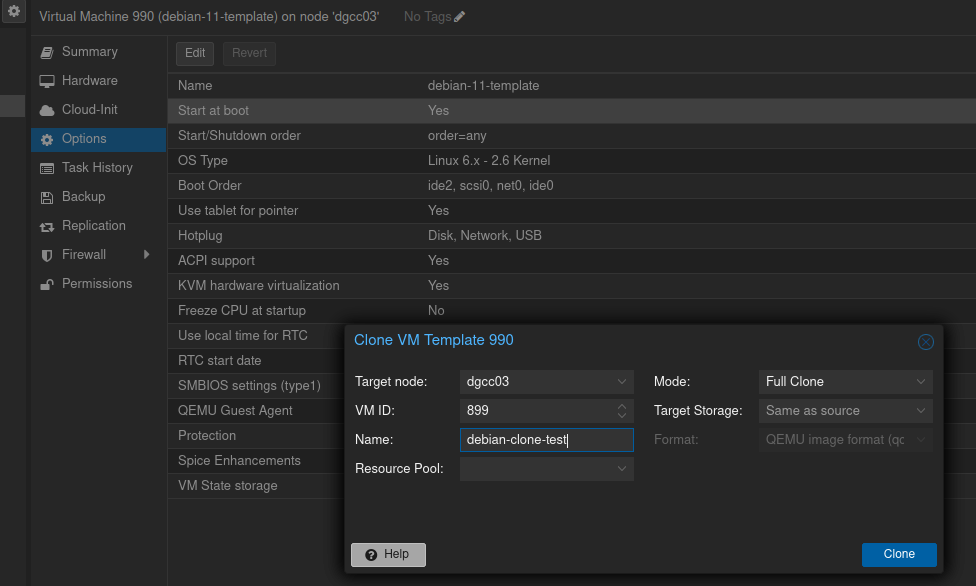 Virtual Machine 990 (debian-11-template) on node 'dgcc03' No Tags
Summary
Hardware
Cloud-Init
Options
Task History
Backup
Replication
Firewall
Permissions
Edit Revert
Name debian-11-template
Start at boot Yes
Start/Shutdown order order=any
OS Type Linux 6.x - 2.6 Kernel
Boot Order ide2, scsi0, net0, ide0
Use tablet for pointer Yes
Hotplug Disk, Network, USB
ACPI support Yes
KVM hardware virtualization Yes
Freeze CPU at startup No
Use local time for RTC
RTC start date
SMBIOS settings (type1)
QEMU Guest Agent
Protection
Spice Enhancements
VM State storage
Clone VM Template 990
Target node: dgcc03 Mode: Full Clone
VM ID: 899 Target Storage: Same as source
Name: debian-clone-test Format: QEMU image format (qc
Resource Pool:
Help Clone